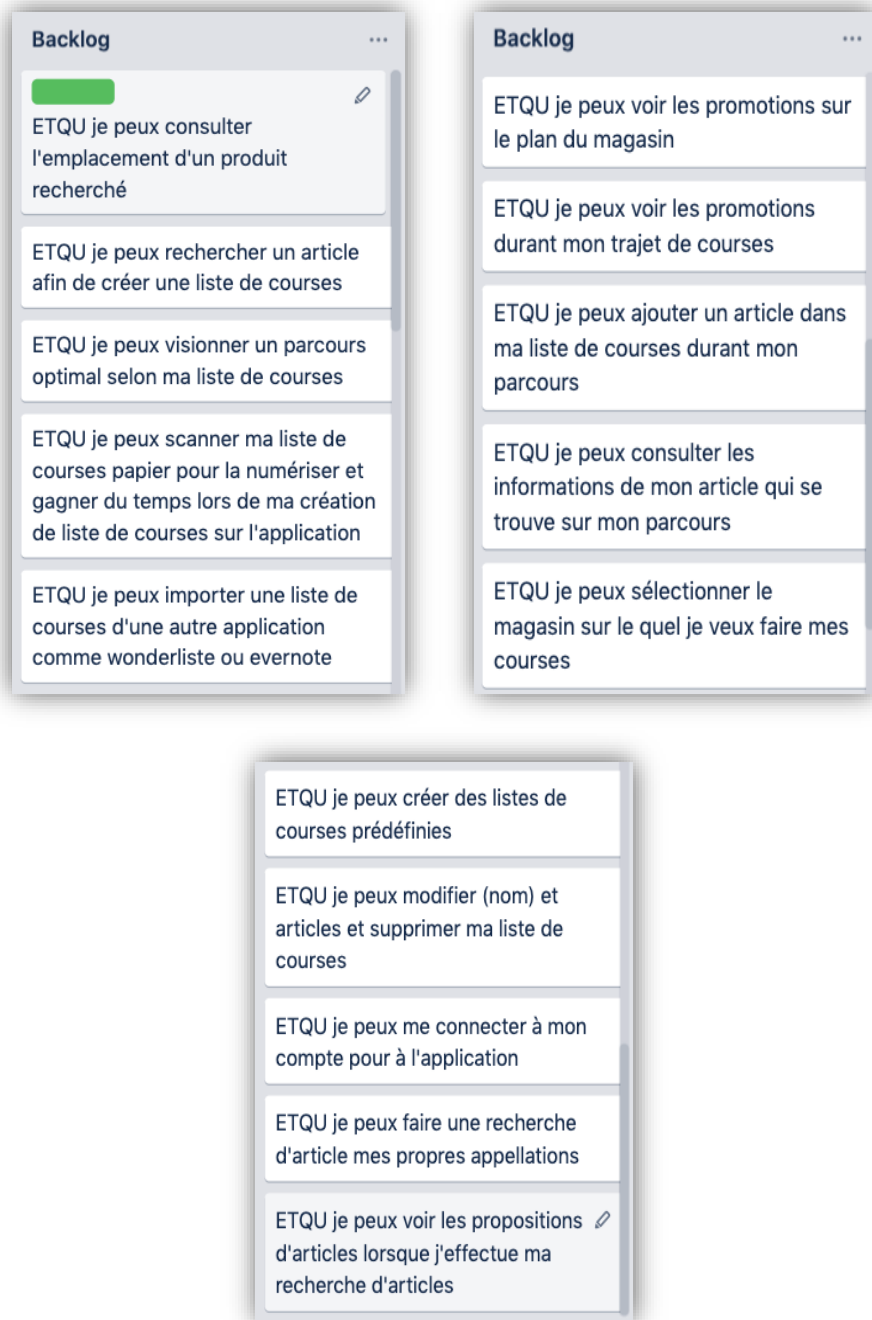 Backlog
ETQU je peux consulter
l'emplacement d'un produit
recherché
ETQU je peux rechercher un article
afin de créer une liste de courses
ETQU je peux visionner un parcours
optimal selon ma liste de courses
ETQU je peux scanner ma liste de
courses papier pour la numériser et
gagner du temps lors de ma création
de liste de courses sur l'application
ETQU je peux importer une liste de
courses d'une autre application
comme wonderliste ou evernote
Backlog
ETQU je peux voir les promotions sur
le plan du magasin
ETQU je peux voir les promotions
durant mon trajet de courses
ETQU je peux ajouter un article dans
ma liste de courses durant mon
parcours
ETQU je peux consulter les
informations de mon article qui se
trouve sur mon parcours
ETQU je peux sélectionner le
magasin sur le quel je veux faire mes
courses
ETQU je peux créer des listes de
courses prédéfinies
ETQU je peux modifier (nom) et
articles et supprimer ma liste de
courses
ETQU je peux me connecter à mon
compte pour à l'application
ETQU je peux faire une recherche
d'article mes propres appellations
ETQU je peux voir les propositions
d'articles lorsque j'effectue ma
recherche d'articles